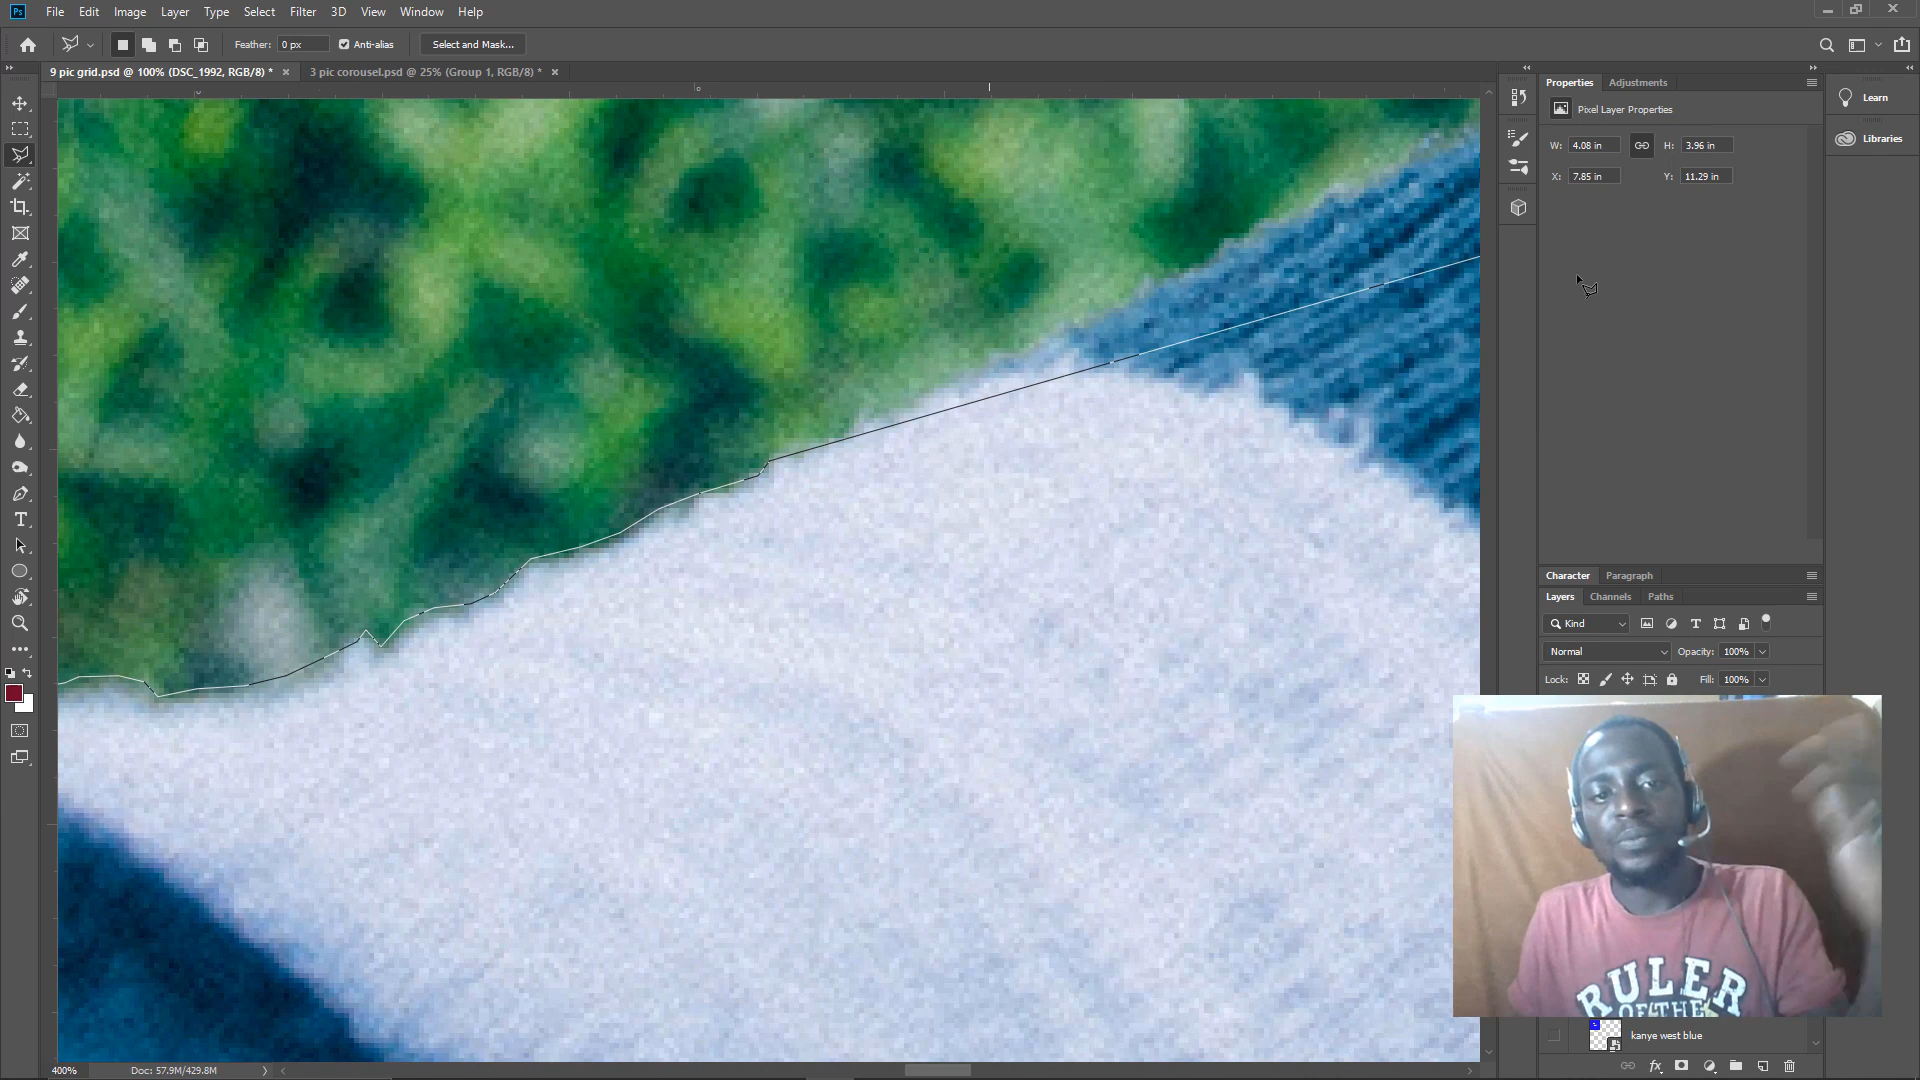 Ps File Edit Image Layer Type Select Filter 3D View Window Help
Feather: 0 px Anti-alias Select and Mask...
9 pic grid.psd @ 100% (DSC_1992, RGB/8) * × 3 pic corousel.psd @ 25% (Group 1, RGB/8) * ×
Properties Adjustments
Learn
Pixel Layer Properties
Libraries
W: 4.08 in H: 3.96 in
X: 7.85 in Y: 11.29 in
Character Paragraph
Layers Channels Paths
Kind
Normal Opacity: 100%
Lock: Fill: 100%
RULER
OF THE
kanye west blue
400% Doc: 57.9M/429.8M